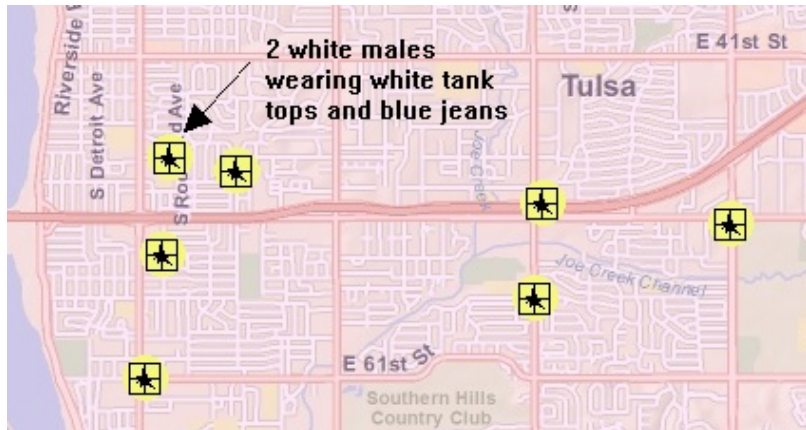 2 white males
wearing white tank
tops and blue jeans
E 41st St
Tulsa
Riverside
S Detroit Ave
Ave
Joe Creek
Joe Creek Channel
E 61st St
Southern Hills
Country Club